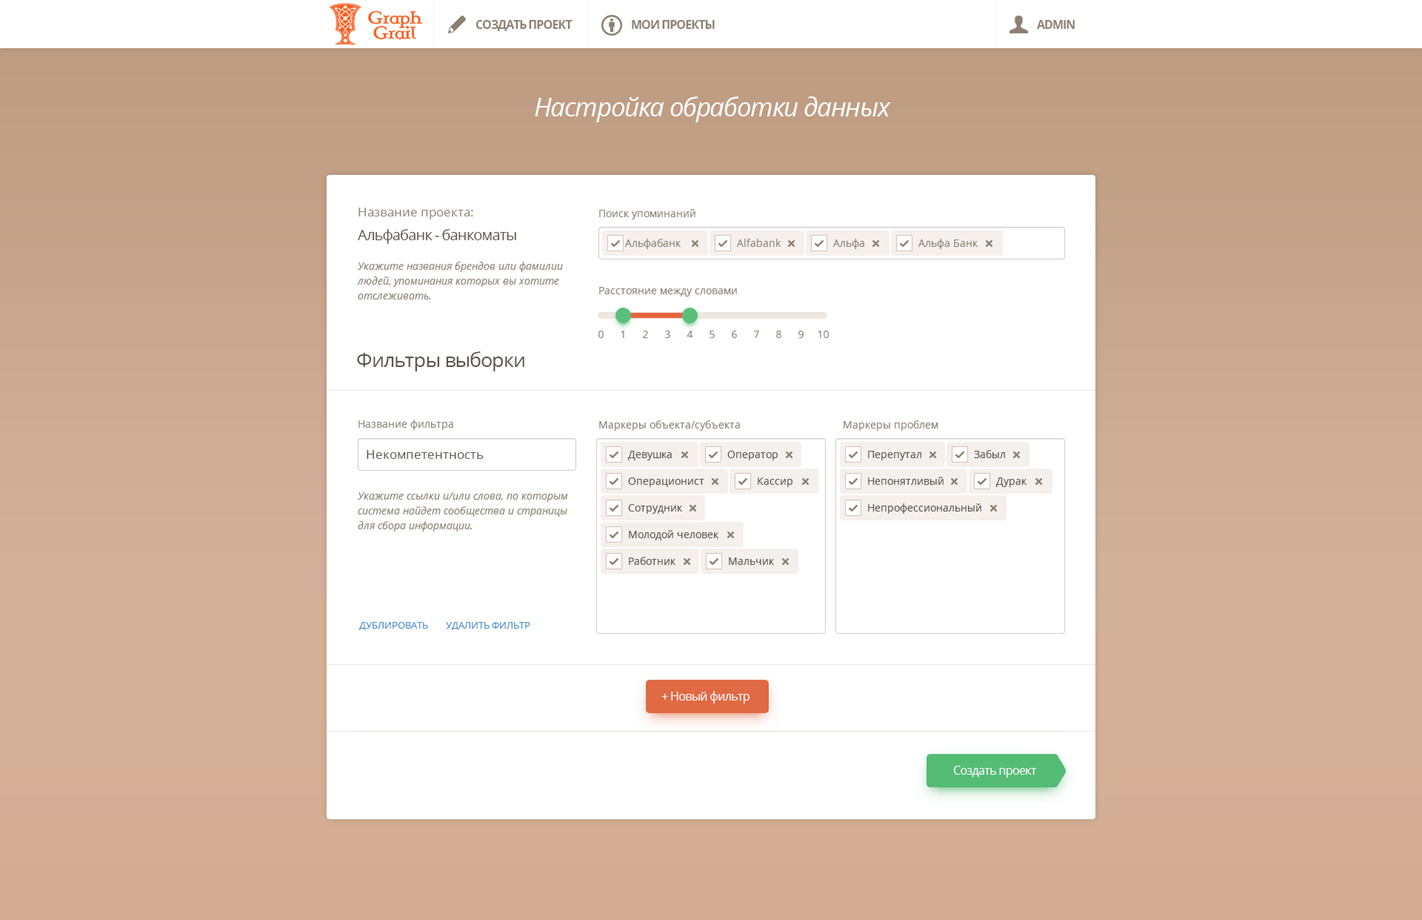 Graph
Grail
СОЗДАТЬ ПРОЕКТ
МОИ ПРОЕКТЫ
ADMIN
Настройка обработки данных
Название проекта:
Альфабанк - банкоматы
Укажите названия брендов или фамилии
людей, упоминания которых вы хотите
отслеживать.
Поиск упоминаний
Альфабанк
Alfabank
Альфа
Альфа Банк
Расстояние между словами
0 1 2 3 4 5 6 7 8 9 10
Фильтры выборки
Название фильтра
Некомпетентность
Укажите ссылки и/или слова, по которым
система найдет сообщества и страницы
для сбора информации.
ДУБЛИРОВАТЬ
УДАЛИТЬ ФИЛЬТР
Маркеры объекта/субъекта
Девушка
Оператор
Операционист
Кассир
Сотрудник
Молодой человек
Работник
Мальчик
Маркеры проблем
Перепутал
Забыл
Непонятливый
Дурак
Непрофессиональный
+ Новый фильтр
Создать проект